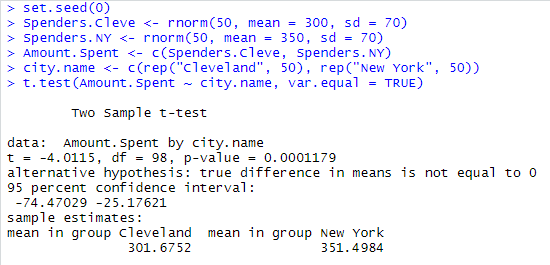 > set.seed(0)
> Spenders.Cleve <- rnorm(50, mean = 300, sd = 70)
> Spenders.NY <- rnorm(50, mean = 350, sd = 70)
> Amount.Spent <- c(Spenders.Cleve, Spenders.NY)
> city.name <- c(rep("Cleveland", 50), rep("New York", 50))
> t.test(Amount.Spent ~ city.name, var.equal = TRUE)
Two Sample t-test
data:  Amount.Spent by city.name
t = -4.0115, df = 98, p-value = 0.0001179
alternative hypothesis: true difference in means is not equal to 0
95 percent confidence interval:
-74.47029 -25.17621
sample estimates:
mean in group Cleveland  mean in group New York
301.6752                 351.4984